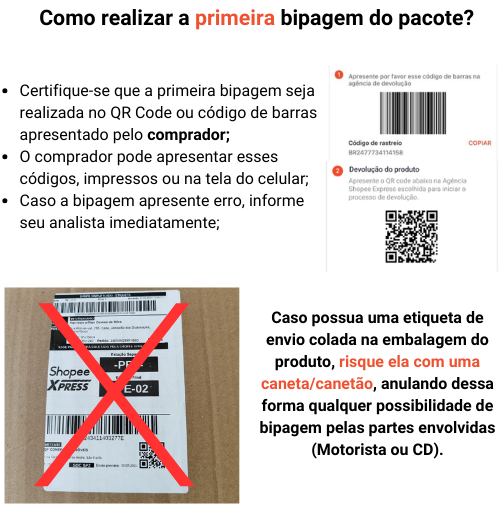 Como realizar a primeira bipagem do pacote?
Certifique-se que a primeira bipagem seja
realizada no QR Code ou código de barras
apresentado pelo comprador;
O comprador pode apresentar esses
códigos, impressos ou na tela do celular;
Caso a bipagem apresente erro, informe
seu analista imediatamente;
1 Apresente por favor esse código de barras na
agência de devolução
Código de rastreio
BR2477734114158 COPIAR
2 Devolução do produto
Apresente o QR code abaixo na Agência
Shopee Express escolhida para iniciar o
processo de devolução.
Shopee
XPRESS
E-02
Caso possua uma etiqueta de
envio colada na embalagem do
produto, risque ela com uma
caneta/canetão, anulando dessa
forma qualquer possibilidade de
bipagem pelas partes envolvidas
(Motorista ou CD).